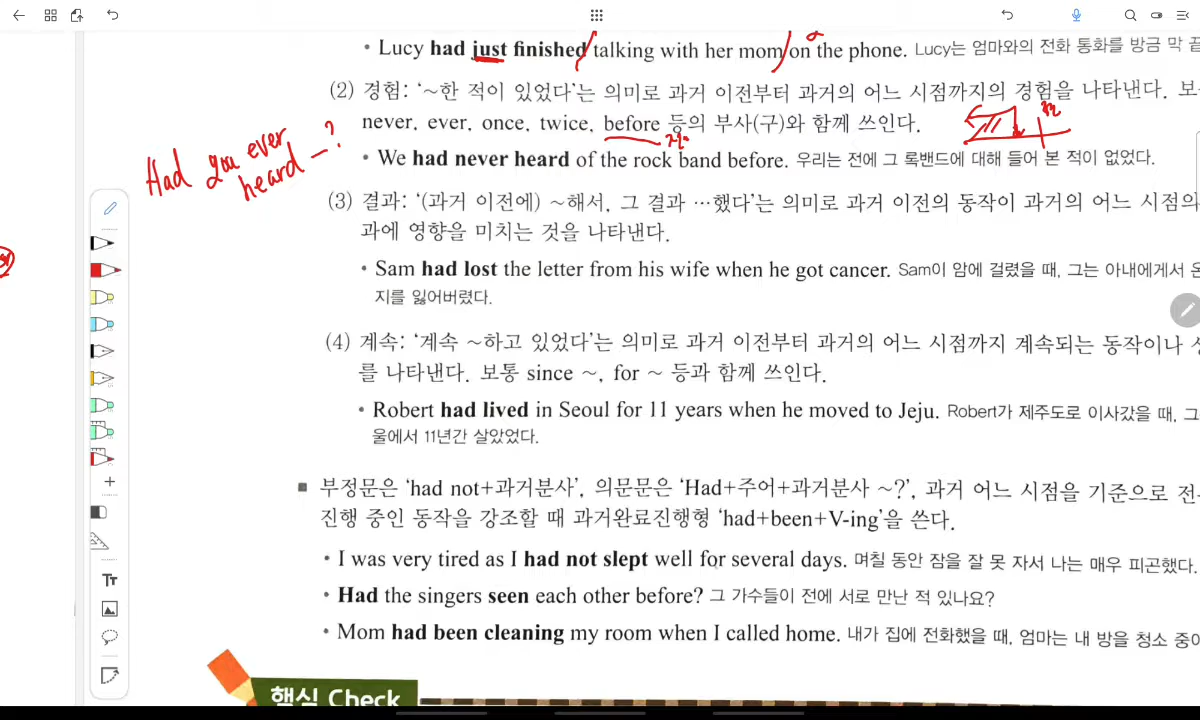 • Lucy had just finished talking with her mom on the phone. Lucy는 엄마와의 전화 통화를 방금 막 끝
(2) 경험: ‘～한 적이 있었다’는 의미로 과거 이전부터 과거의 어느 시점까지의 경험을 나타낸다. 보
never, ever, once, twice, before 등의 부사(구)와 함께 쓰인다.
Had you ever
heard ~ ?
• We had never heard of the rock band before. 우리는 전에 그 록밴드에 대해 들어 본 적이 없었다.
(3) 결과: ‘(과거 이전에) ～해서, 그 결과 …했다’는 의미로 과거 이전의 동작이 과거의 어느 시점의
과에 영향을 미치는 것을 나타낸다.
• Sam had lost the letter from his wife when he got cancer. Sam이 암에 걸렸을 때, 그는 아내에게서 온
지를 잃어버렸다.
(4) 계속: ‘계속 ～하고 있었다’는 의미로 과거 이전부터 과거의 어느 시점까지 계속되는 동작이나
를 나타낸다. 보통 since ～, for ～ 등과 함께 쓰인다.
• Robert had lived in Seoul for 11 years when he moved to Jeju. Robert가 제주도로 이사갔을 때, 그
울에서 11년간 살았었다.
■ 부정문은 ‘had not+과거분사’, 의문문은 ‘Had+주어+과거분사 ～?’, 과거 어느 시점을 기준으로 전
진행 중인 동작을 강조할 때 과거완료진행형 ‘had+been+V-ing’을 쓴다.
• I was very tired as I had not slept well for several days. 며칠 동안 잠을 잘 못 자서 나는 매우 피곤했다.
• Had the singers seen each other before? 그 가수들이 전에 서로 만난 적 있나요?
• Mom had been cleaning my room when I called home. 내가 집에 전화했을 때, 엄마는 내 방을 청소 중이
Tт
핵심 Check